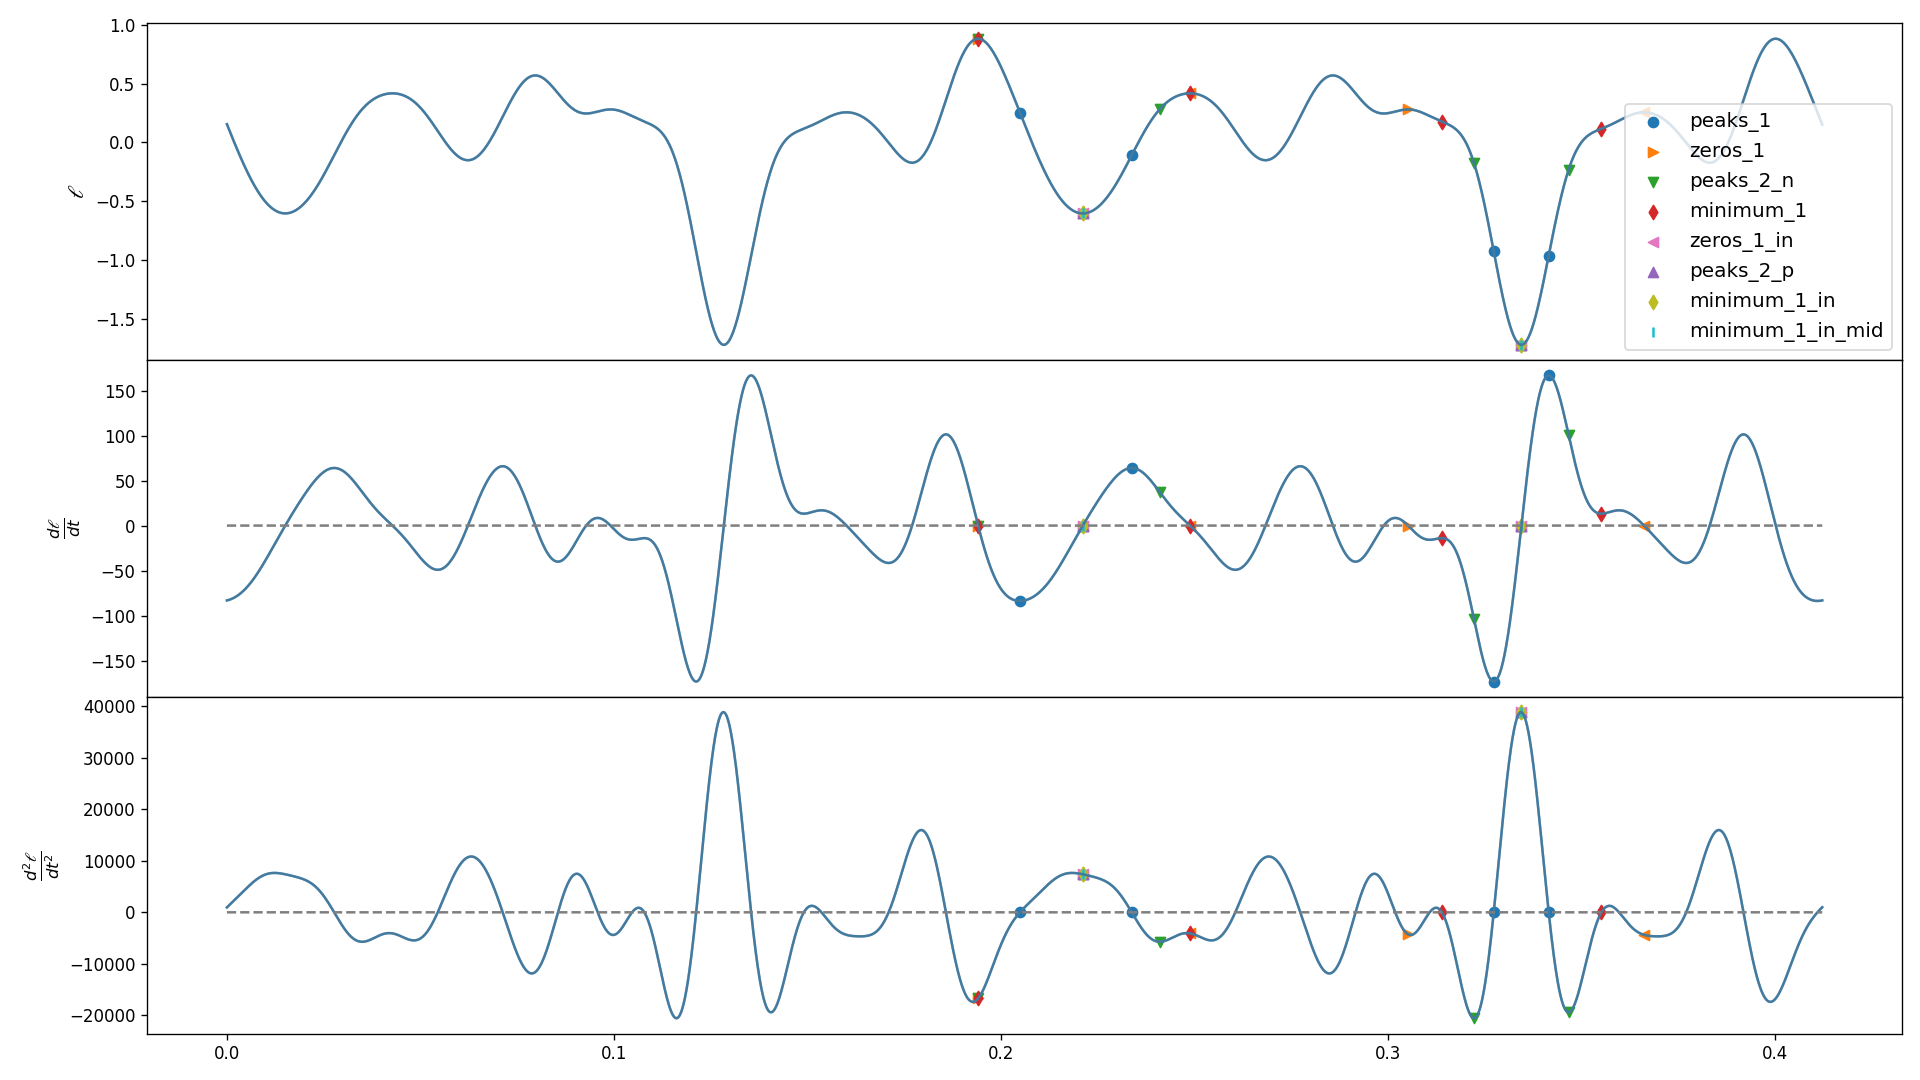 1.0
0.5
0.0
−0.5
−1.0
−1.5
ℓ
peaks_1
zeros_1
peaks_2_n
minimum_1
zeros_1_in
peaks_2_p
minimum_1_in
minimum_1_in_mid
150
100
50
0
−50
−100
−150
dℓ
dt
40000
30000
20000
10000
0
−10000
−20000
d²ℓ
dt²
0.0 0.1 0.2 0.3 0.4